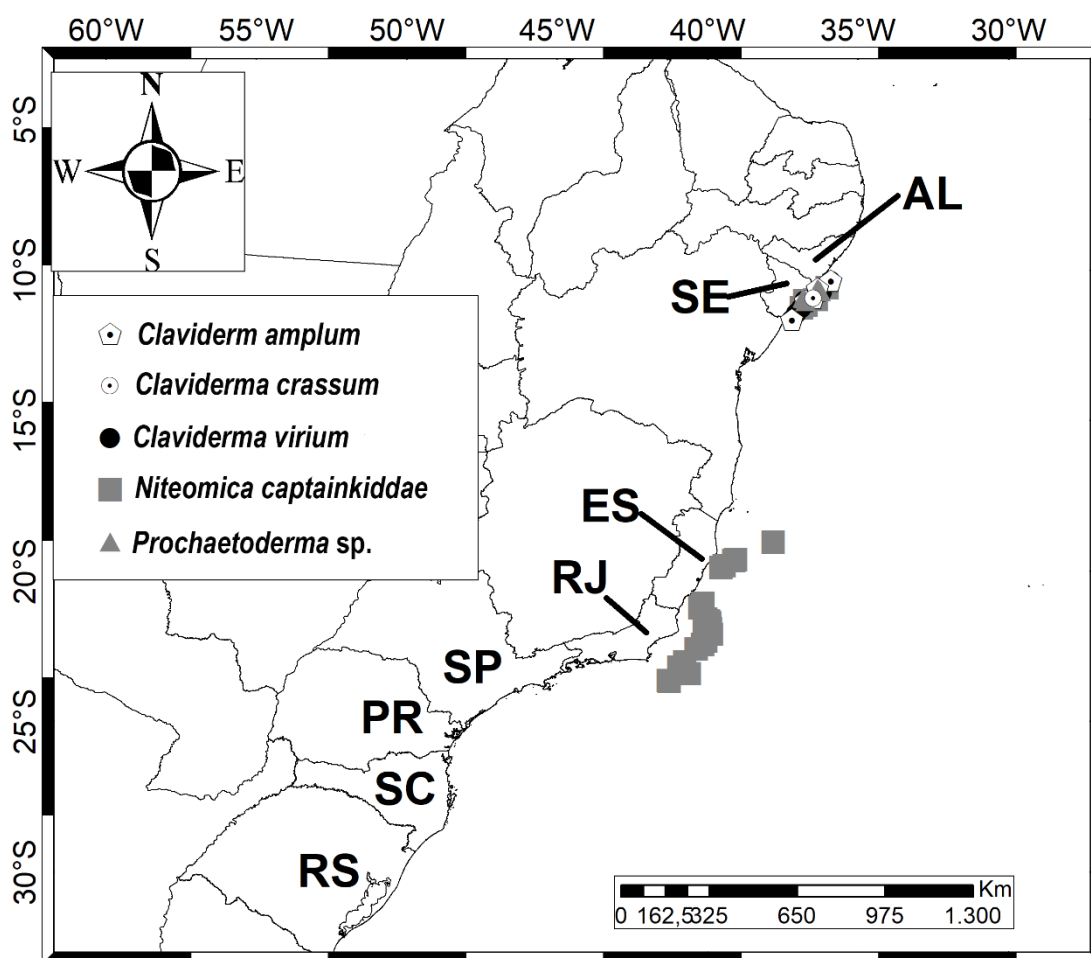 60°W 50°W 45°W 40°W 35°W 30°W
5°S
10°S
15°S
20°S
25°S
30°S
N
W E
S
AL
SE
Claviderm amplum
Claviderma crassum
Claviderma virium
Niteomica captainkiddae
Prochaetoderma sp.
ES
RJ
SP
PR
SC
RS
Km
0 162,5325 650 975 1.300